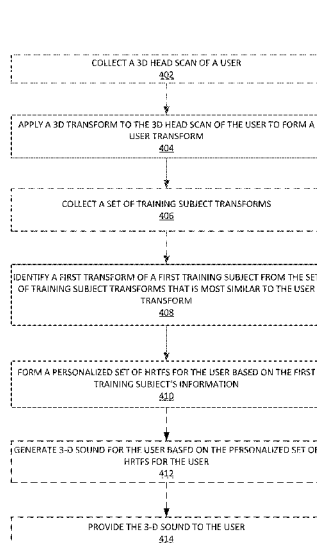 COLLECT A 3D HEAD SCAN OF A USER
402
APPLY A 3D TRANSFORM TO THE 3D HEAD SCAN OF THE USER TO FORM A
USER TRANSFORM
404
COLLECT A SET OF TRAINING SUBJECT TRANSFORMS
406
IDENTIFY A FIRST TRANSFORM OF A FIRST TRAINING SUBJECT FROM THE SET
OF TRAINING SUBJECT TRANSFORMS THAT IS MOST SIMILAR TO THE USER
TRANSFORM
408
FORM A PERSONALIZED SET OF HRTFS FOR THE USER BASED ON THE FIRST
TRAINING SUBJECT'S INFORMATION
410
GENERATE 3-D SOUND FOR THE USER BASED ON THE PERSONALIZED SET OF
HRTFS FOR THE USER
412
PROVIDE THE 3-D SOUND TO THE USER
414